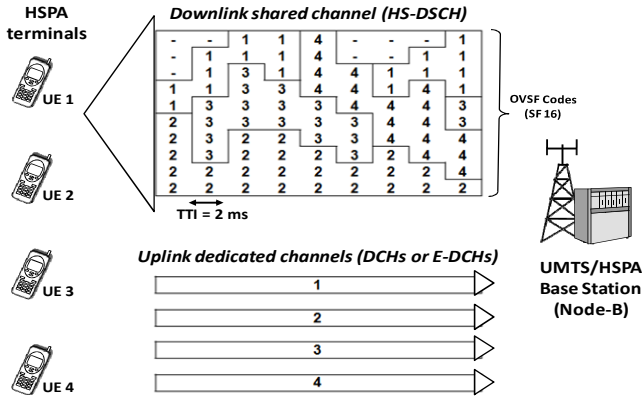 HSPA terminals
Downlink shared channel (HS-DSCH)
- - 1 1 4 - - - 1
- 1 1 1 4 - - 1 1
- 1 3 1 4 4 1 1 1
1 1 3 3 4 4 1 4 1
1 3 3 3 3 4 4 4 3
2 3 3 3 3 3 4 4 3
2 3 2 2 3 3 4 4 4
2 3 2 2 2 3 2 4 4
2 2 2 2 2 2 2 2 4
2 2 2 2 2 2 2 2 2
TTI = 2 ms
OVSF Codes
(SF 16)
UE 1
UE 2
UE 3
UE 4
Uplink dedicated channels (DCHs or E-DCHs)
1
2
3
4
UMTS/HSPA
Base Station
(Node-B)